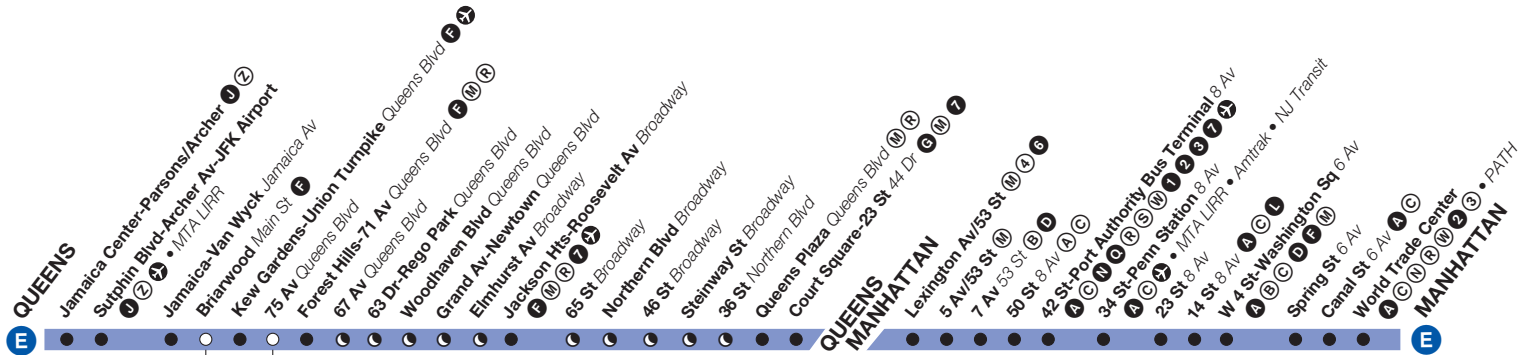 E
QUEENS
Jamaica Center-Parsons/Archer J Z
Sutphin Blvd-Archer Av-JFK Airport
J Z • MTA LIRR
Jamaica-Van Wyck Jamaica Av
Briarwood Main St F
Kew Gardens-Union Turnpike Queens Blvd F
75 Av Queens Blvd
Forest Hills-71 Av Queens Blvd F M R
67 Av Queens Blvd
63 Dr-Rego Park Queens Blvd
Woodhaven Blvd Queens Blvd
Grand Av-Newtown Queens Blvd
Elmhurst Av Broadway
Jackson Hts-Roosevelt Av Broadway
F M R 7
65 St Broadway
Northern Blvd Broadway
46 St Broadway
Steinway St Broadway
36 St Northern Blvd
Queens Plaza Queens Blvd M R
Court Square-23 St 44 Dr G M 7
QUEENS
MANHATTAN
Lexington Av/53 St M 4 6
5 Av/53 St M
7 Av 53 St B D
50 St 8 Av A C
42 St-Port Authority Bus Terminal 8 Av
A C N Q R S W 1 2 3 7
34 St-Penn Station 8 Av
A C • MTA LIRR • Amtrak • NJ Transit
23 St 8 Av
14 St 8 Av A C L
W 4 St-Washington Sq 6 Av
A B C D F M
Spring St 6 Av
Canal St 6 Av A C
World Trade Center
A C N R W 2 3 • PATH
MANHATTAN
E